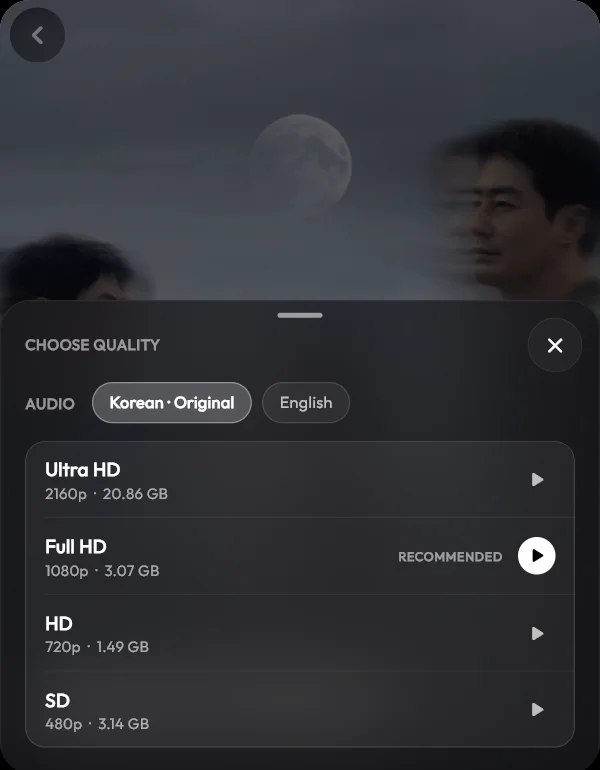 CHOOSE QUALITY
AUDIO Korean · Original English
Ultra HD
2160p · 20.86 GB
Full HD
1080p · 3.07 GB
RECOMMENDED
HD
720p · 1.49 GB
SD
480p · 3.14 GB